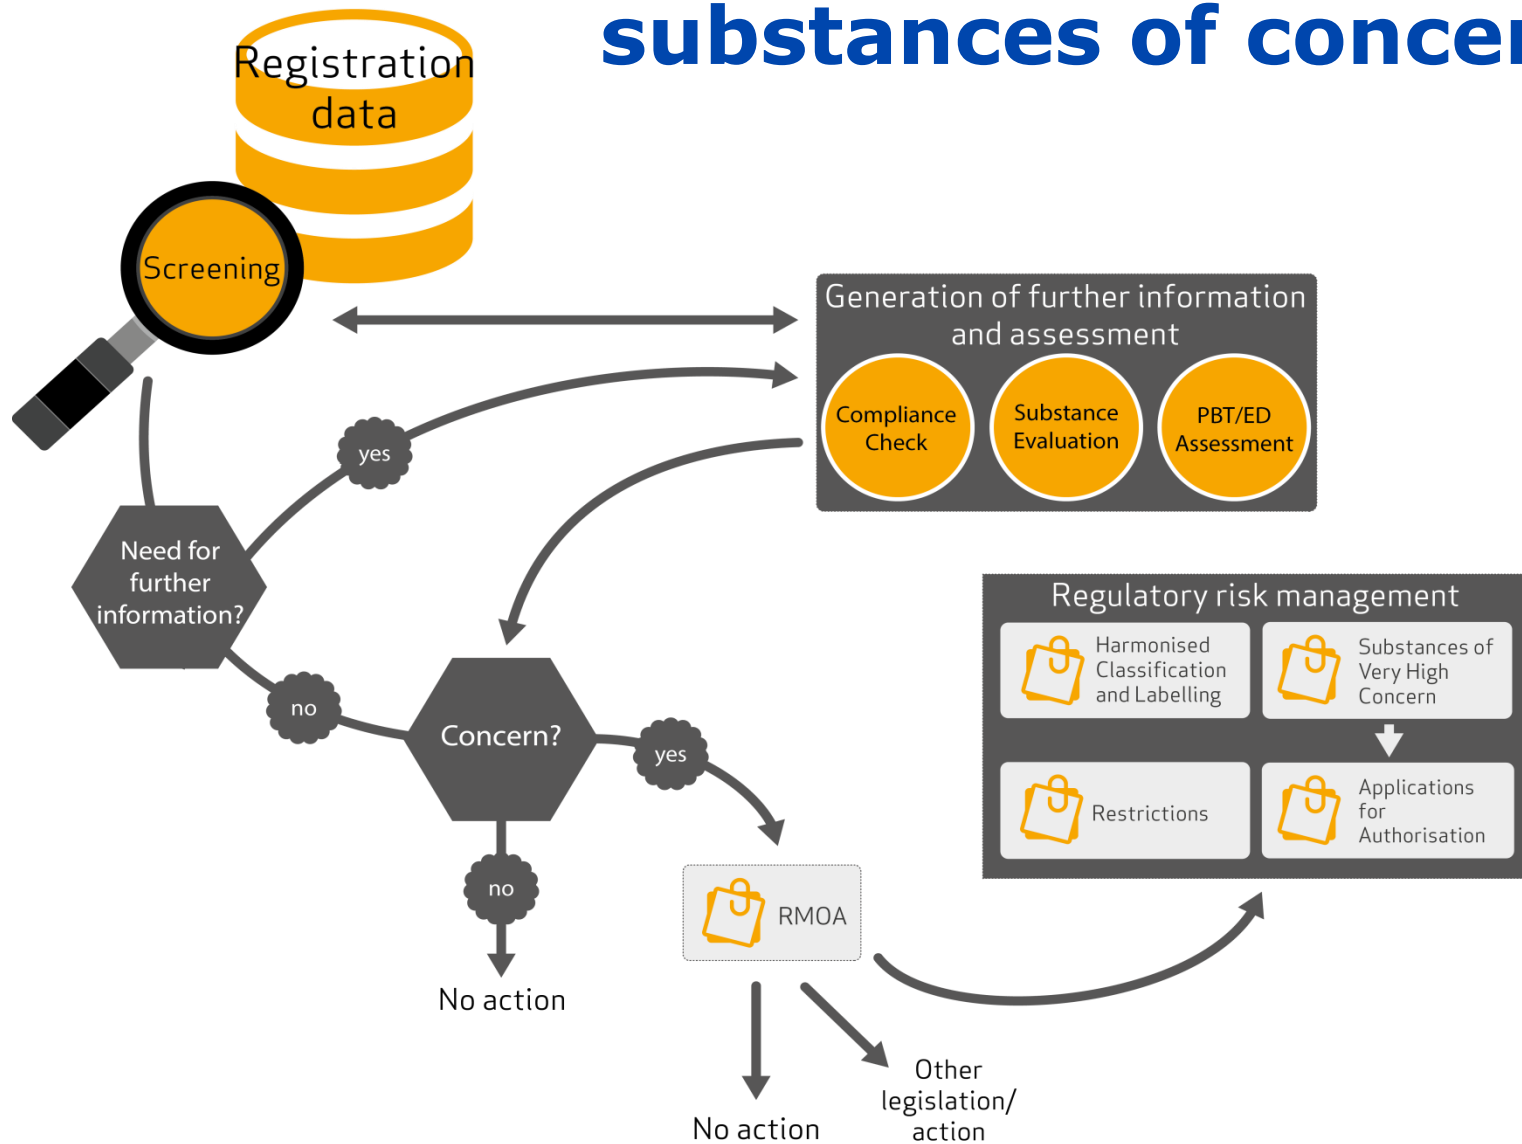 substances of concer
Registration
data
Screening
Generation of further information
and assessment
Compliance
Check
Substance
Evaluation
PBT/ED
Assessment
yes
Need for
further
information?
no
Concern?
yes
no
No action
RMOA
No action
Other
legislation/
action
Regulatory risk management
Harmonised
Classification
and Labelling
Substances of
Very High
Concern
Restrictions
Applications
for
Authorisation